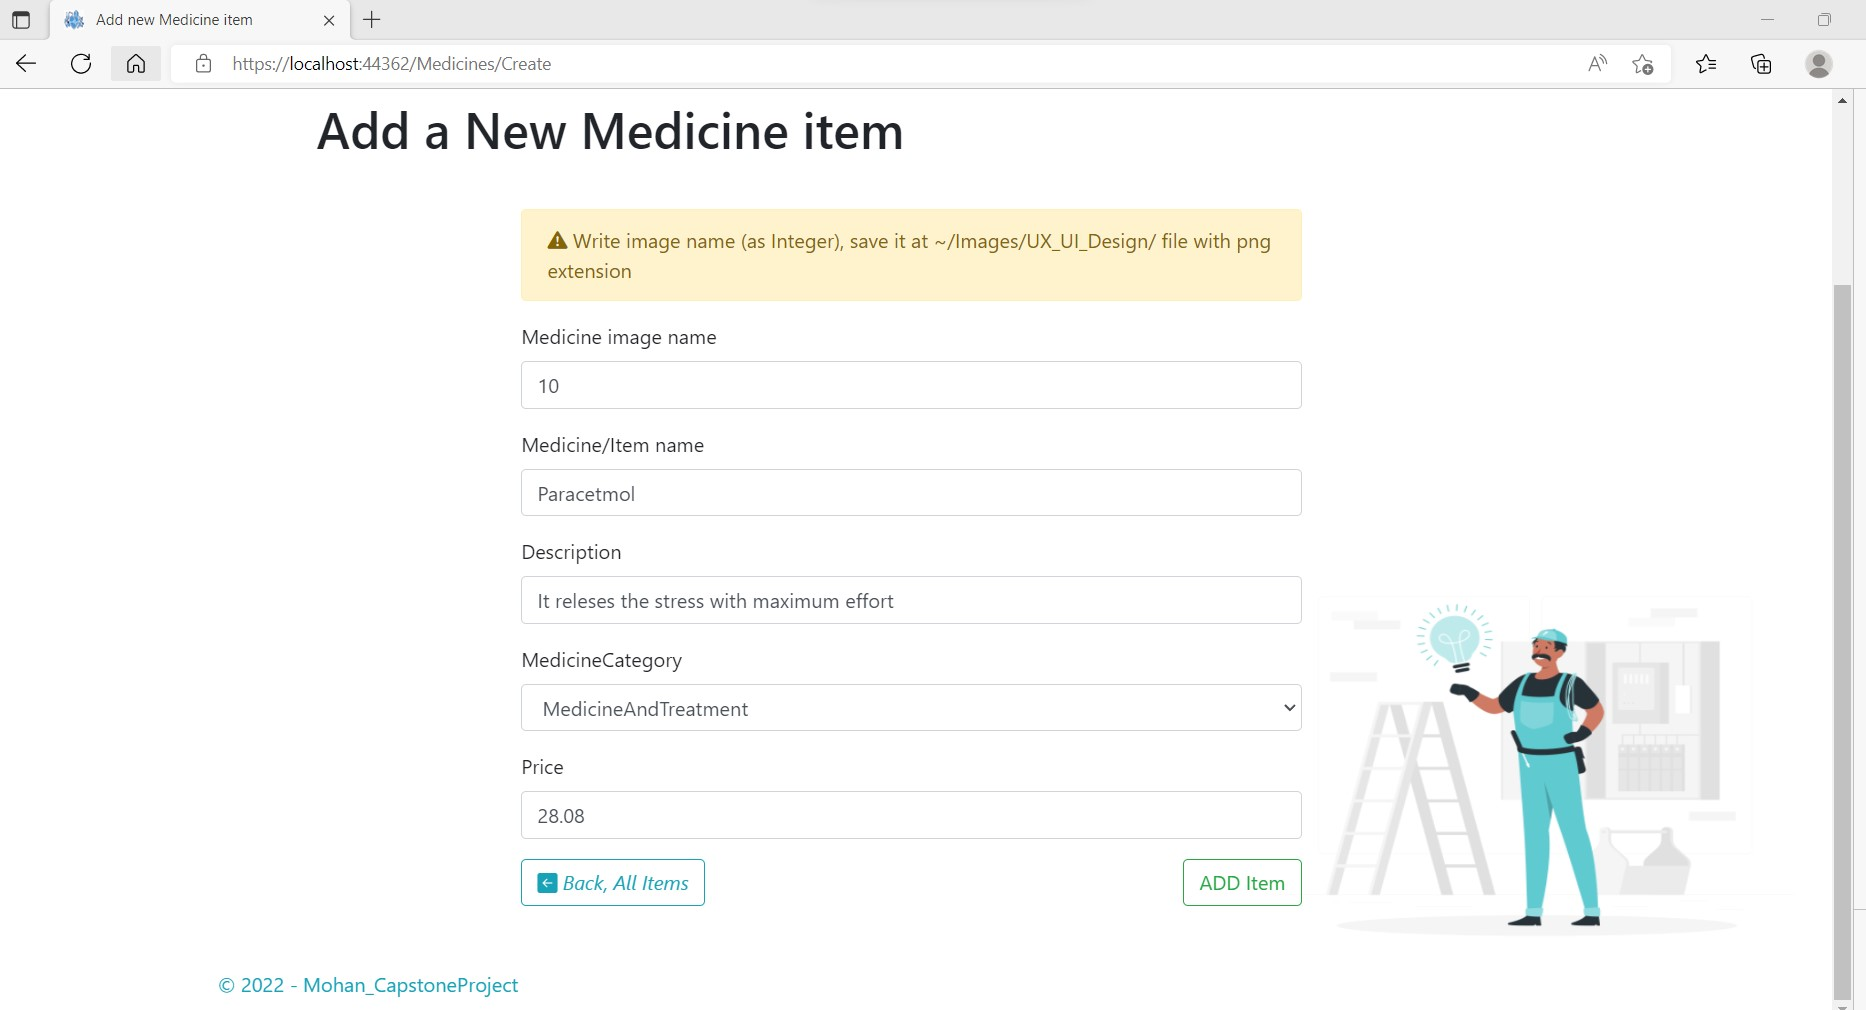 Add new Medicine item
https://localhost:44362/Medicines/Create
Add a New Medicine item
Write image name (as Integer), save it at ~/Images/UX_UI_Design/ file with png
extension
Medicine image name
10
Medicine/Item name
Paracetmol
Description
It releses the stress with maximum effort
MedicineCategory
MedicineAndTreatment
Price
28.08
Back, All Items
ADD Item
© 2022 - Mohan_CapstoneProject